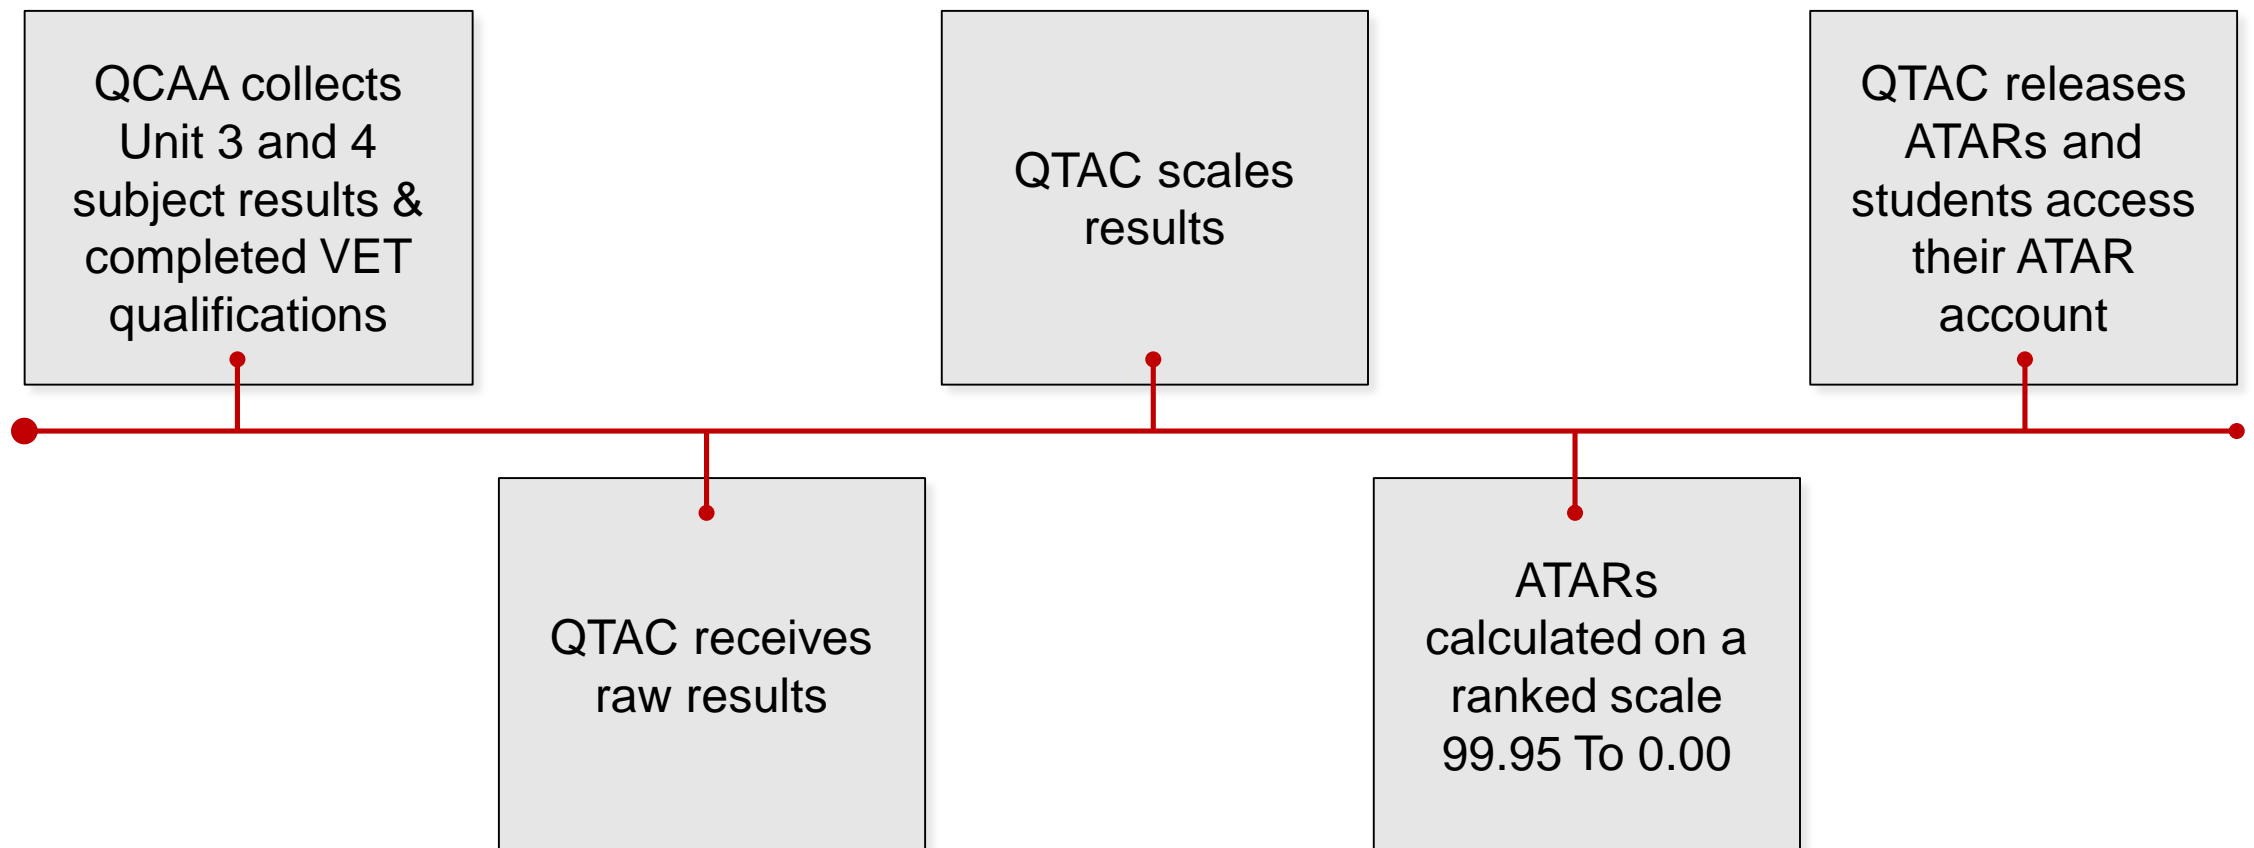 QCAA collects
Unit 3 and 4
subject results &
completed VET
qualifications
QTAC receives
raw results
QTAC scales
results
ATARs
calculated on a
ranked scale
99.95 To 0.00
QTAC releases
ATARs and
students access
their ATAR
account